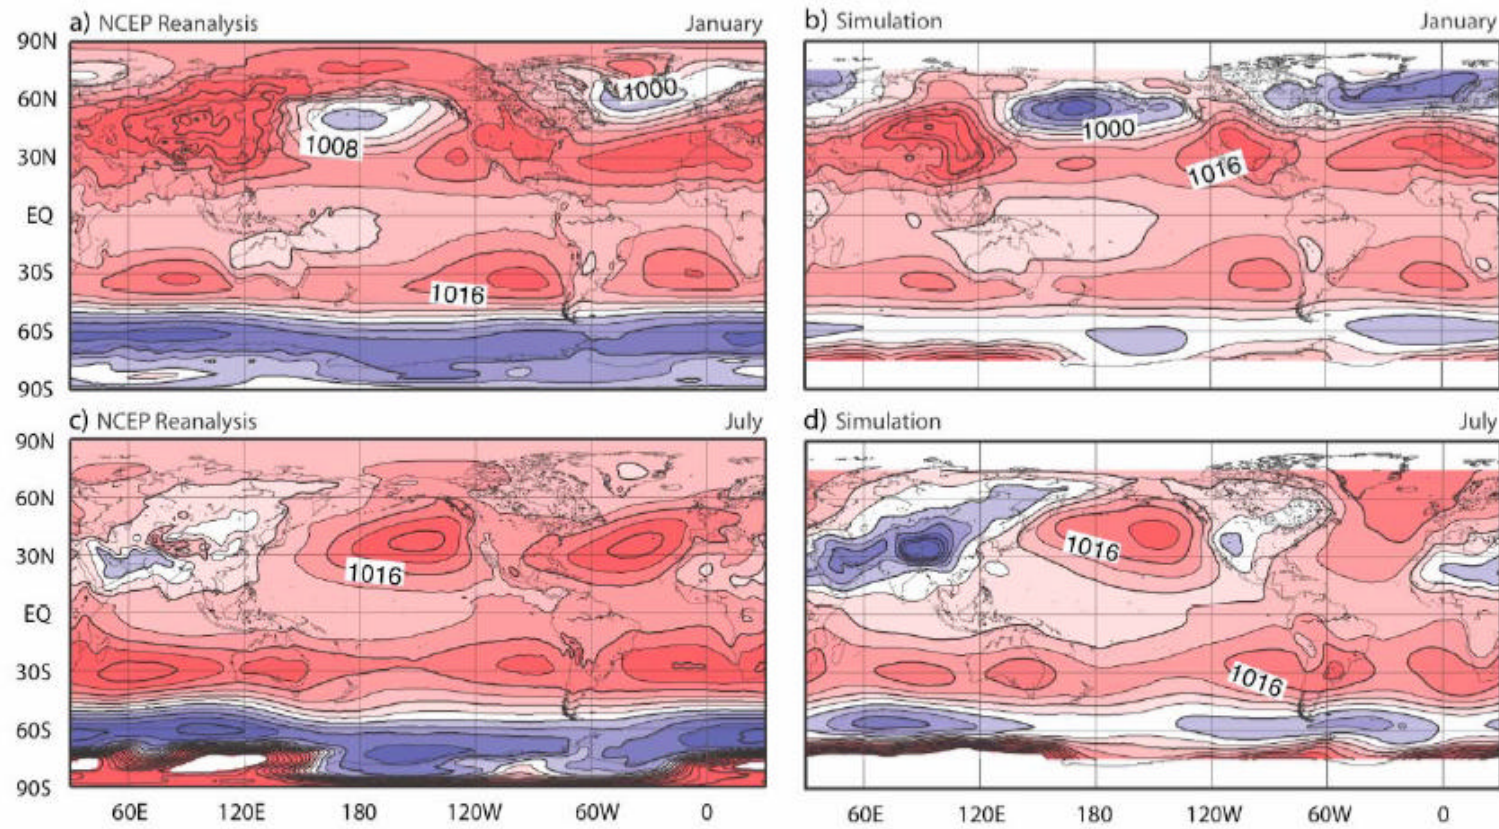 a) NCEP Reanalysis January
b) Simulation January
90N
60N
30N
EQ
30S
60S
90S
1000
1008
1016
1000
1016
c) NCEP Reanalysis July
d) Simulation July
90N
60N
30N
EQ
30S
60S
90S
1016
1016
1016
60E 120E 180 120W 60W 0
60E 120E 180 120W 60W 0